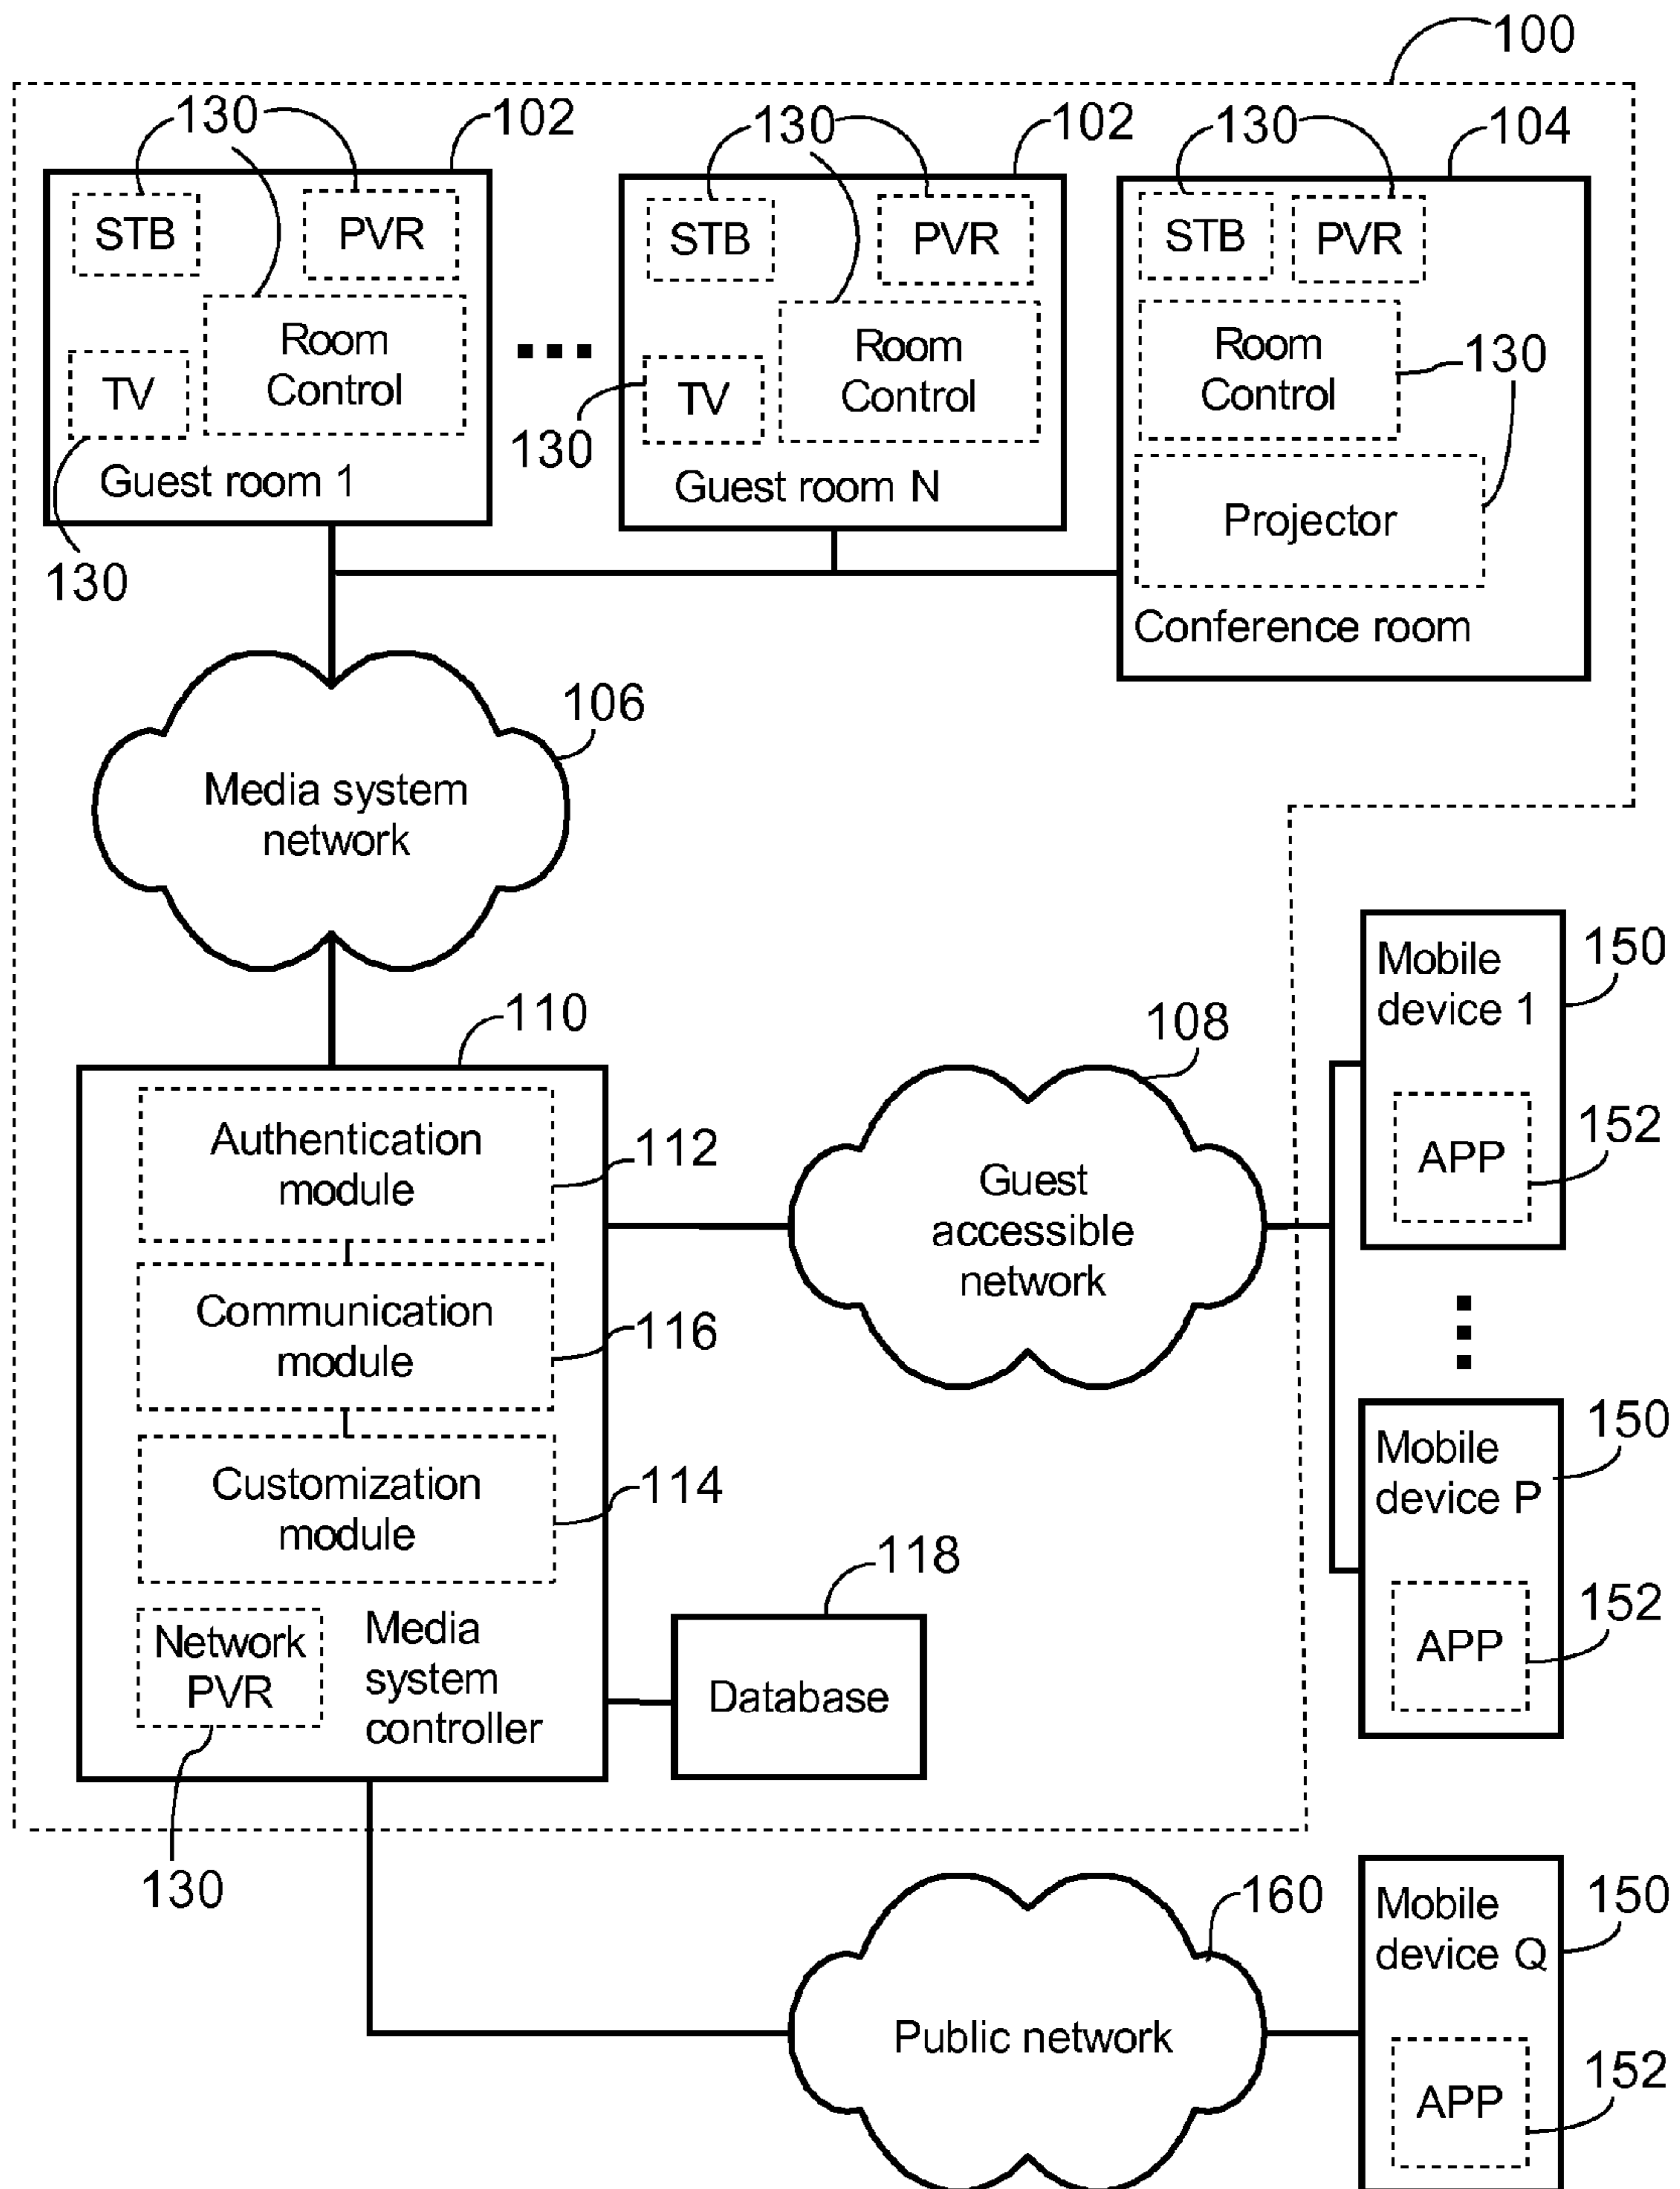 100
130
102
130
102
130
104
STB
PVR
STB
PVR
STB
PVR
Room
Control
TV
Room
Control
TV
Room
Control
130
130
Guest room 1
Guest room N
Projector
130
Conference room
106
Media system
network
110
108
Mobile
device 1
150
Authentication
module
112
Guest
accessible
network
APP
152
Communication
module
116
Customization
module
114
Mobile
device P
150
118
APP
152
Network
PVR
Media
system
controller
Database
130
160
Mobile
device Q
150
Public network
APP
152